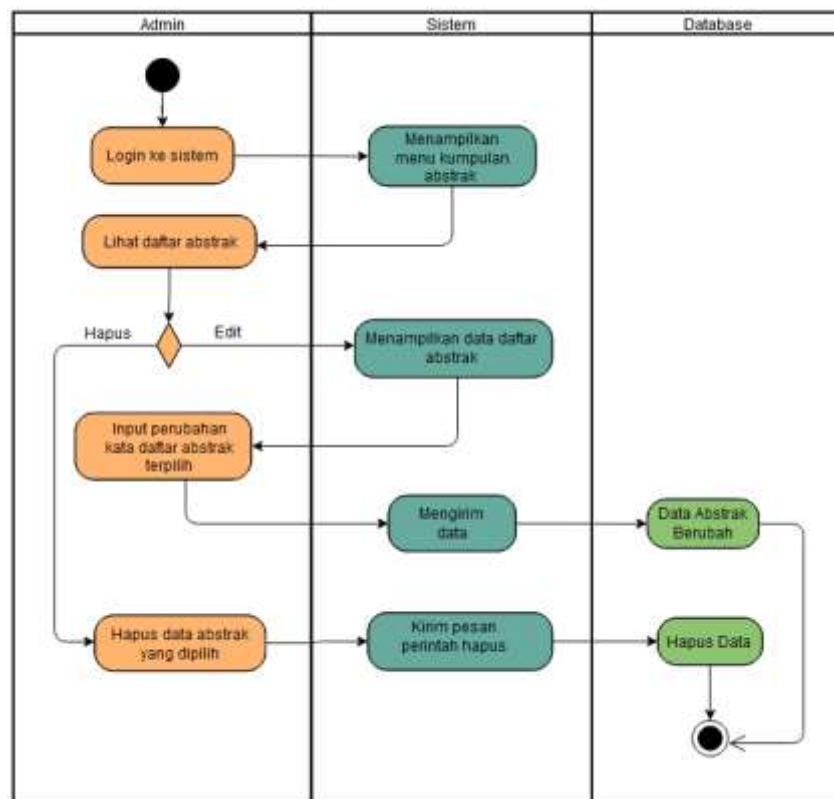 Admin
Sistem
Database
Login ke sistem
Menampilkan
menu kumpulan
abstrak
Lihat daftar abstrak
Hapus
Edit
Menampilkan data daftar
abstrak
Input perubahan
kata daftar abstrak
terpilih
Mengirim
data
Data Abstrak
Berubah
Hapus data abstrak
yang dipilih
Kirim pesan
perintah hapus
Hapus Data